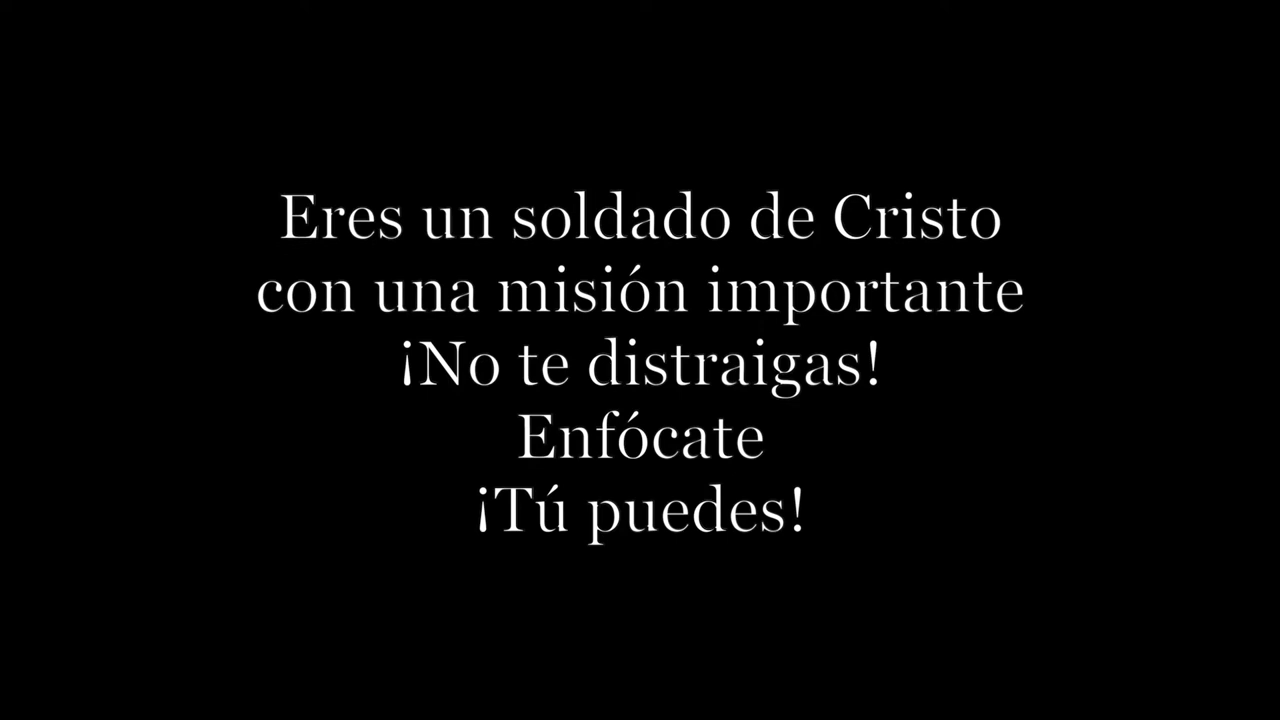 Eres un soldado de Cristo
con una misión importante
¡No te distraigas!
Enfócate
¡Tú puedes!